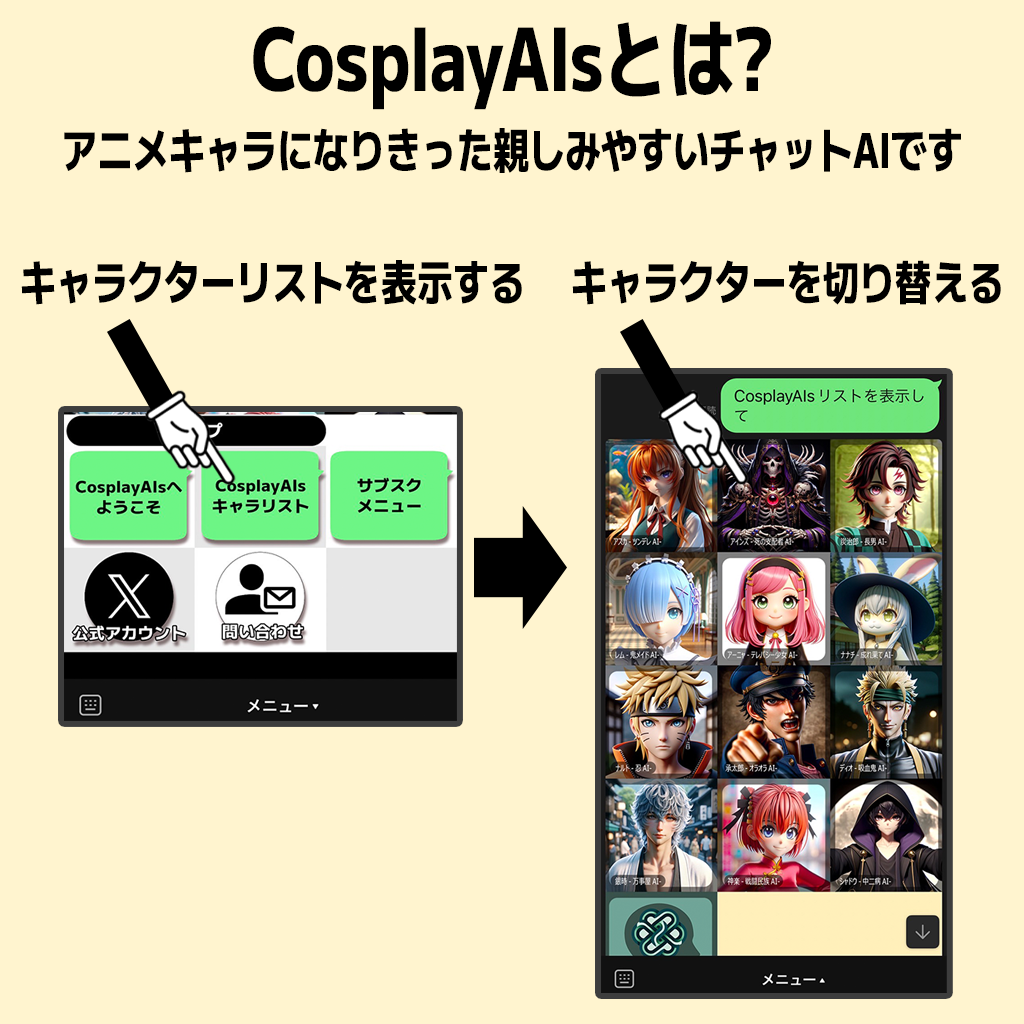 CosplayAIsとは?
アニメキャラになりきった親しみやすいチャットAIです
キャラクターリストを表示する
キャラクターを切り替える
プ
CosplayAIsへ
ようこそ
CosplayAIs
キャラリスト
サブスク
メニュー
公式アカウント
問い合わせ
メニュー▼
CosplayAIsリストを表示し
て
アスカ - ツンデレ AI-
アインズ - 死の支配者 AI-
炭治郎 - 長男 AI-
レム - 鬼メイド AI-
アーニャ - テレパシー少女 AI-
ナナチ - 成れ果て AI-
ナルト - 忍 AI-
承太郎 - オラオラ AI-
ディオ - 吸血鬼 AI-
銀時 - 万事屋 AI-
神楽 - 戦闘民族 AI-
シャドウ - 中二病 AI-
メニュー▲